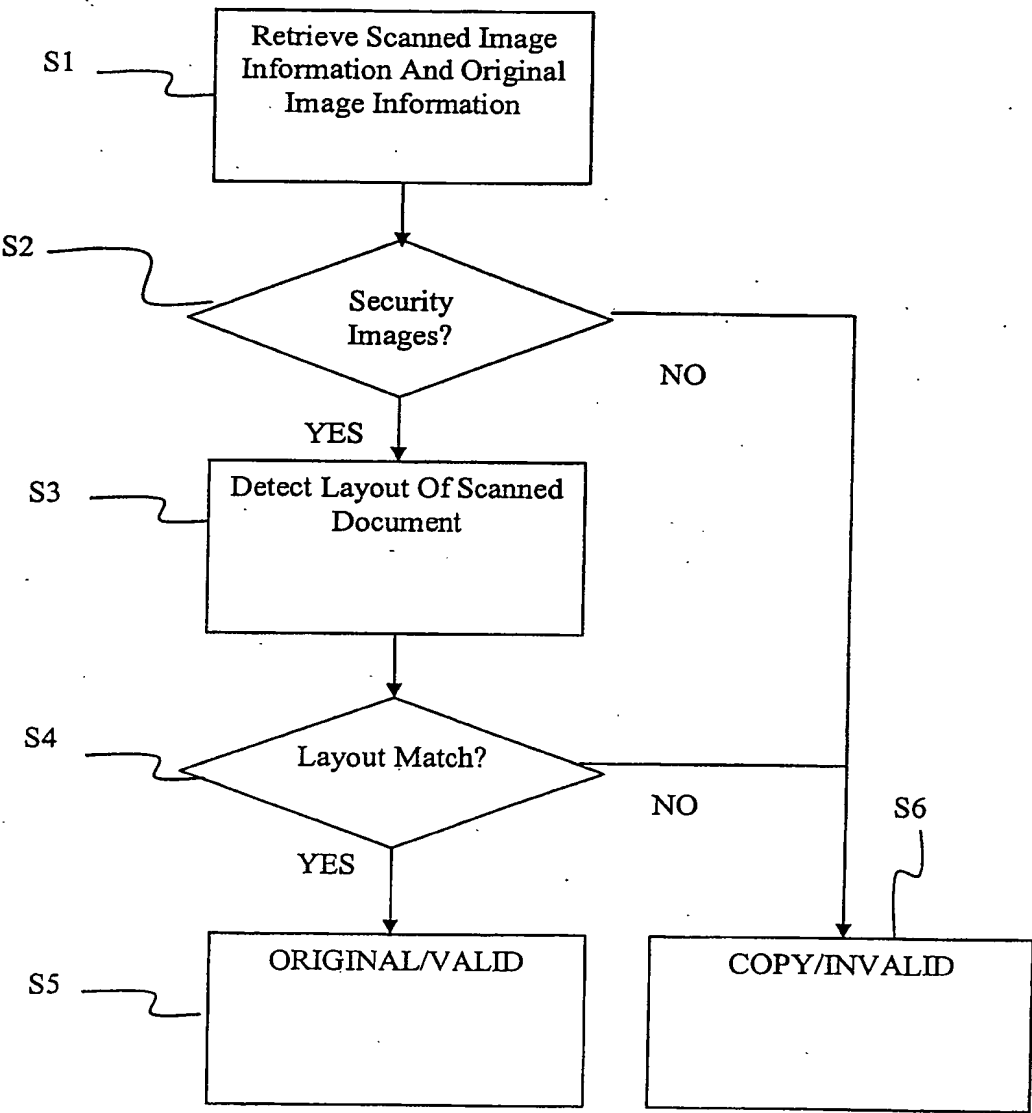 S1
Retrieve Scanned Image
Information And Original
Image Information
S2
Security
Images?
NO
YES
S3
Detect Layout Of Scanned
Document
S4
Layout Match?
NO
S6
YES
S5
ORIGINAL/VALID
COPY/INVALID